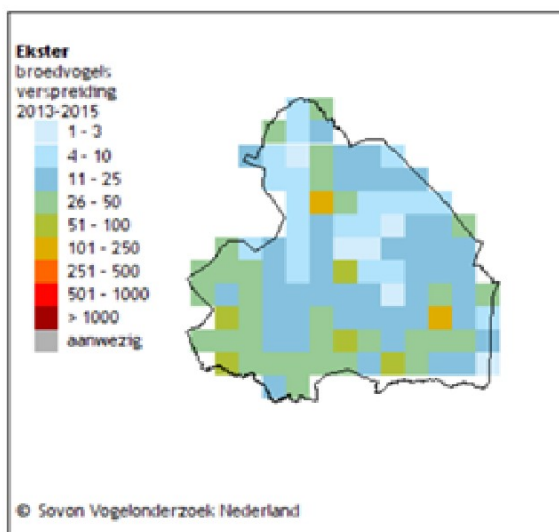 Ekster
broedvogels
verspreiding
2013-2015
1 - 3
4 - 10
11 - 25
26 - 50
51 - 100
101 - 250
251 - 500
501 - 1000
> 1000
aanwezig
© Sovon Vogelonderzoek Nederland